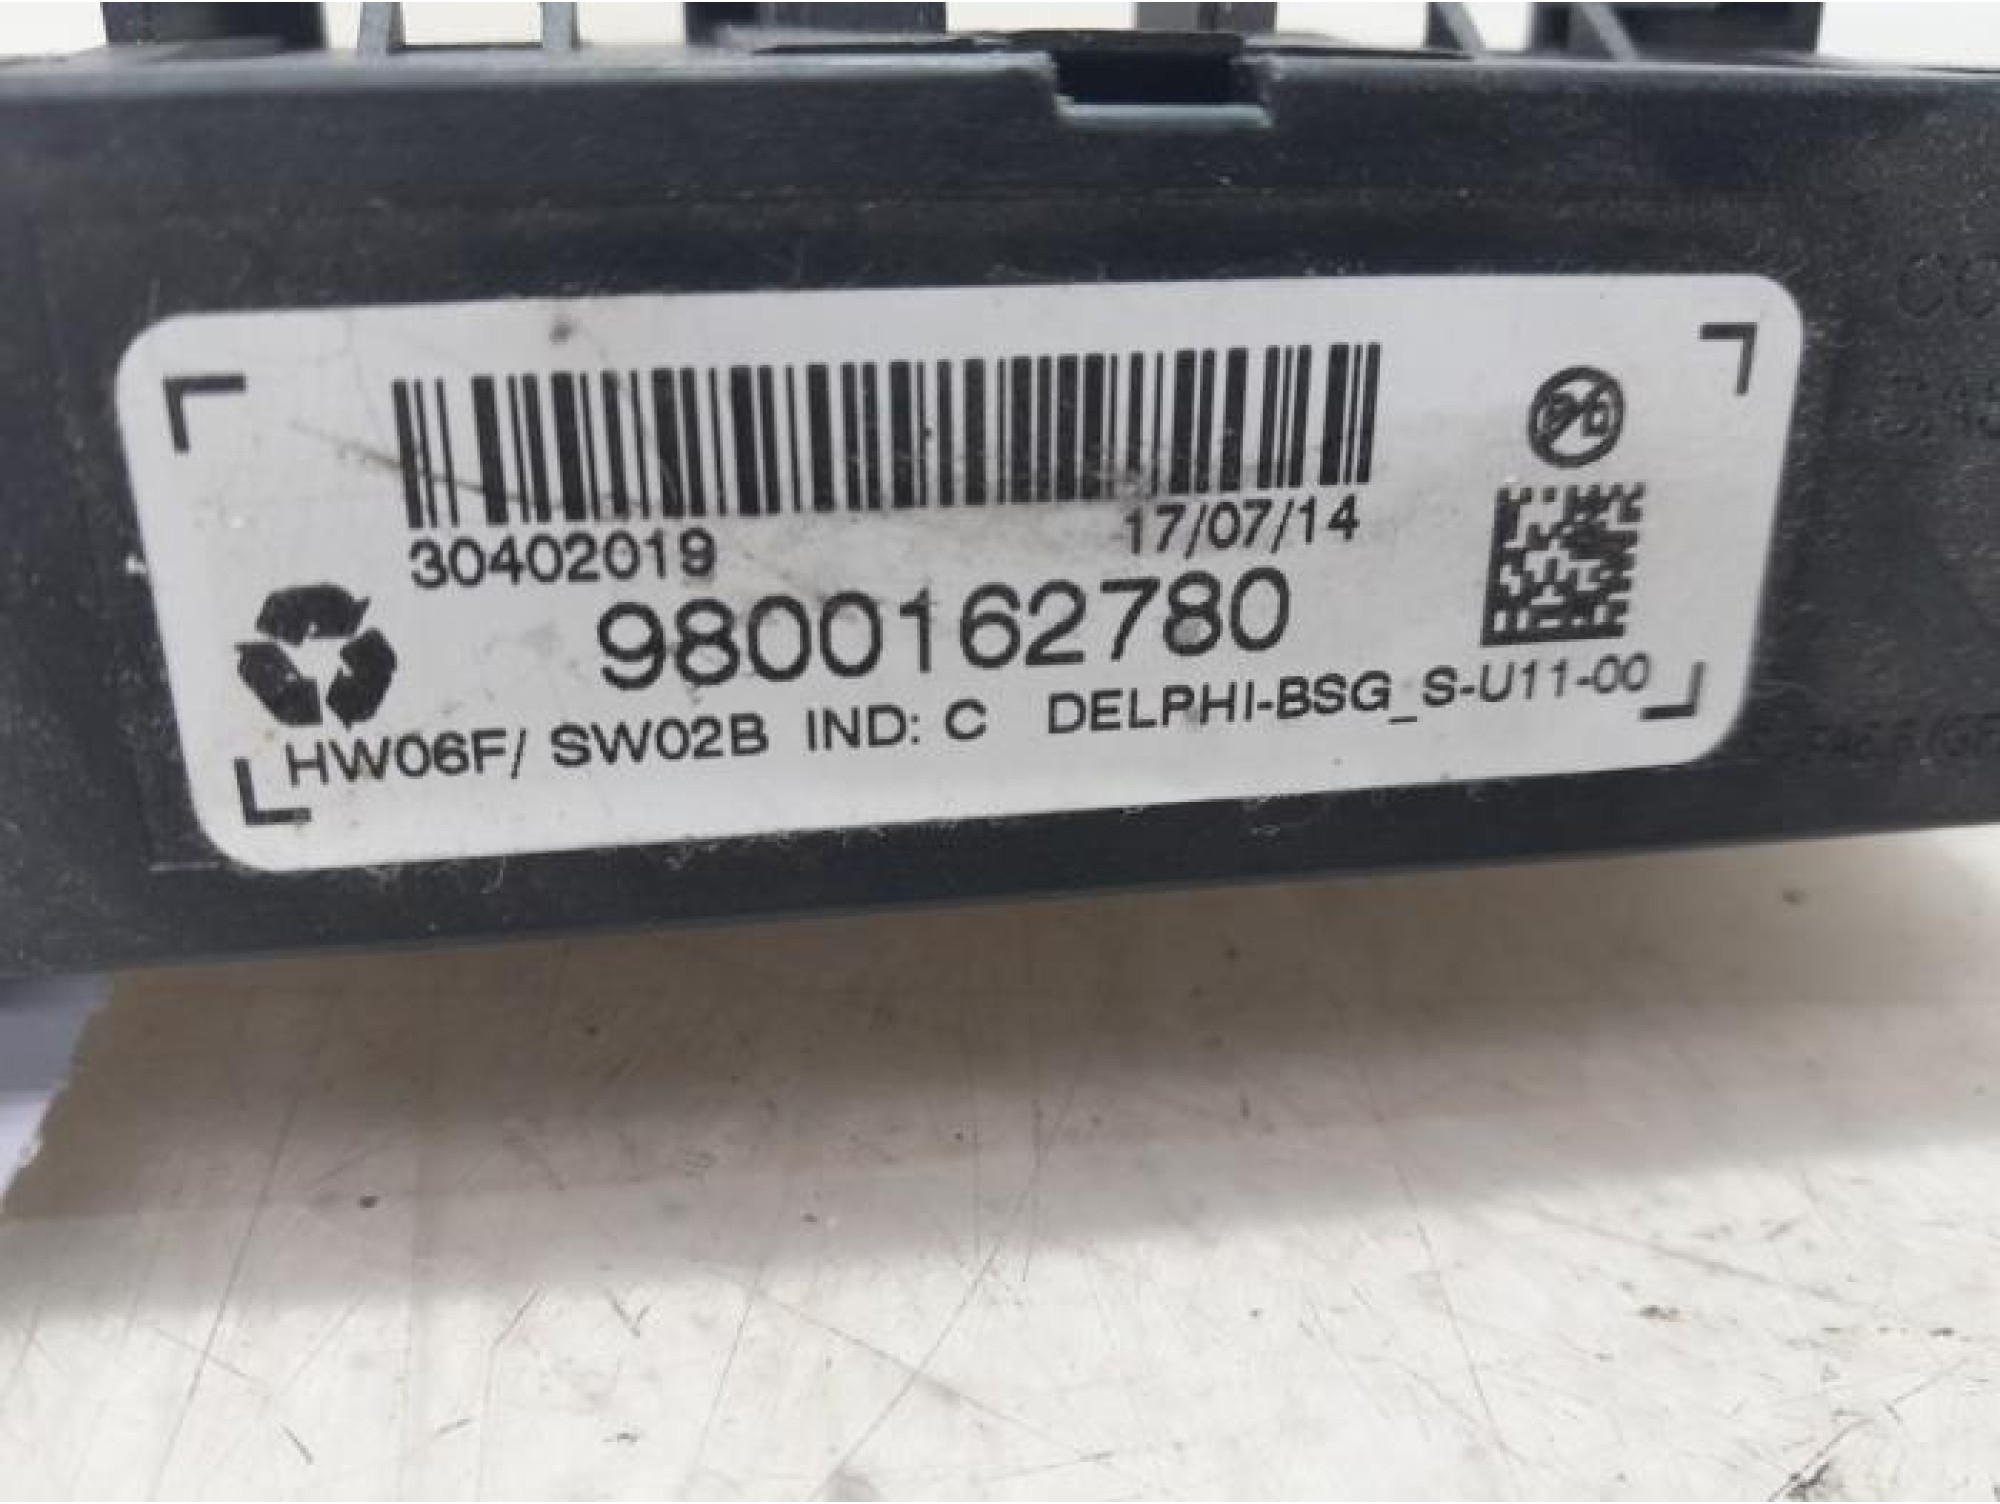 30402019 17/07/14
9800162780
HW06F/ SW02B IND: C DELPHI-BSG_S-U11-00